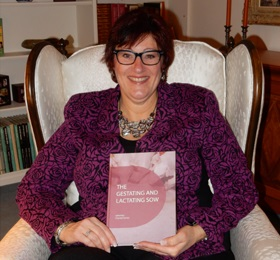 THE
GESTATING AND
LACTATING SOW